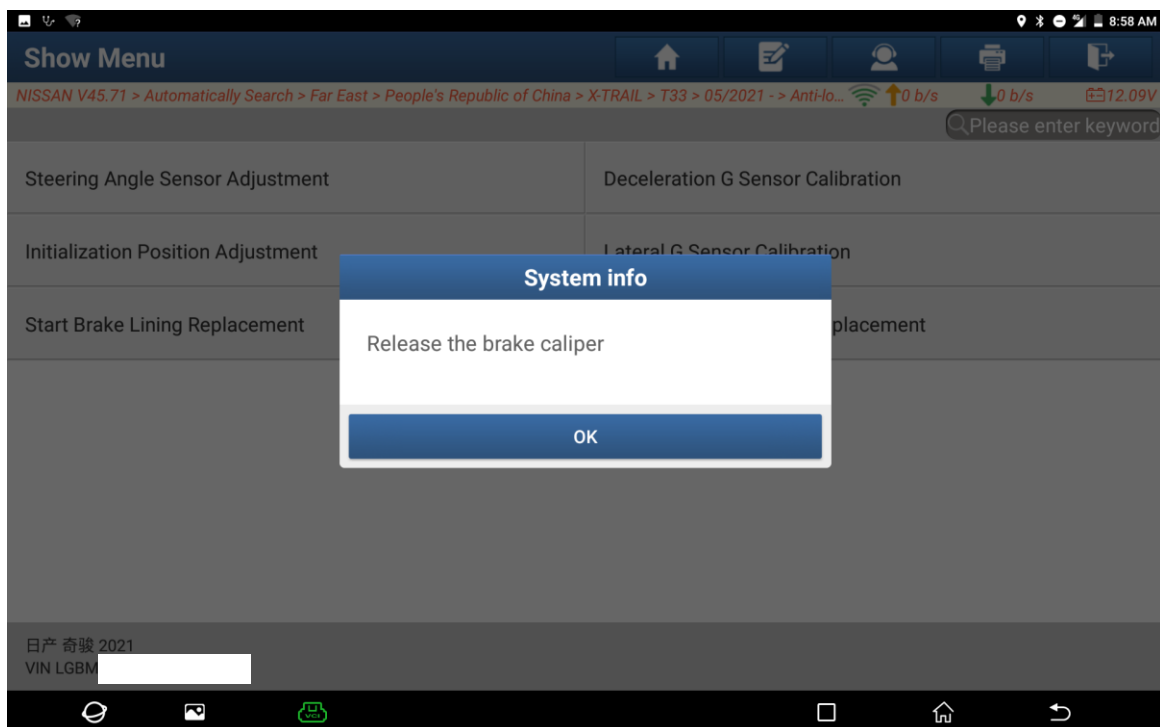 8:58 AM
Show Menu
NISSAN V45.71 > Automatically Search > Far East > People's Republic of China > X-TRAIL > T33 > 05/2021 - > Anti-lo... 0 b/s 0 b/s 12.09V
Please enter keyword
Steering Angle Sensor Adjustment
Deceleration G Sensor Calibration
Initialization Position Adjustment
Lateral G Sensor Calibration
System info
Start Brake Lining Replacement
placement
Release the brake caliper
OK
日产 奇骏 2021
VIN LGBM
VCI